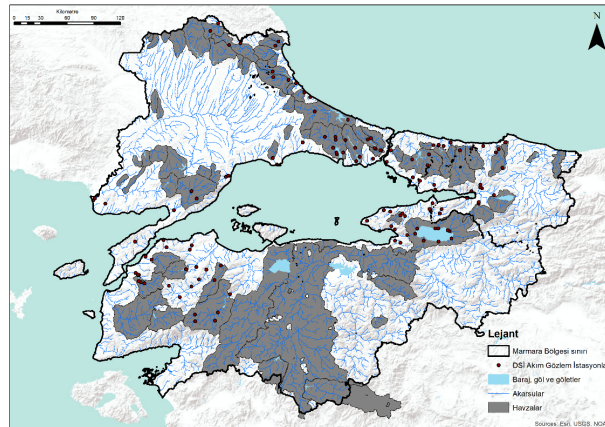 Kilometre
0 15 30 60 90 120
N
Lejant
Marmara Bölgesi sınırı
DSİ Akım Gözlem İstasyonla
Baraj, göl ve göletler
Akarsular
Havzalar
Sources: Esri, USGS, NOA